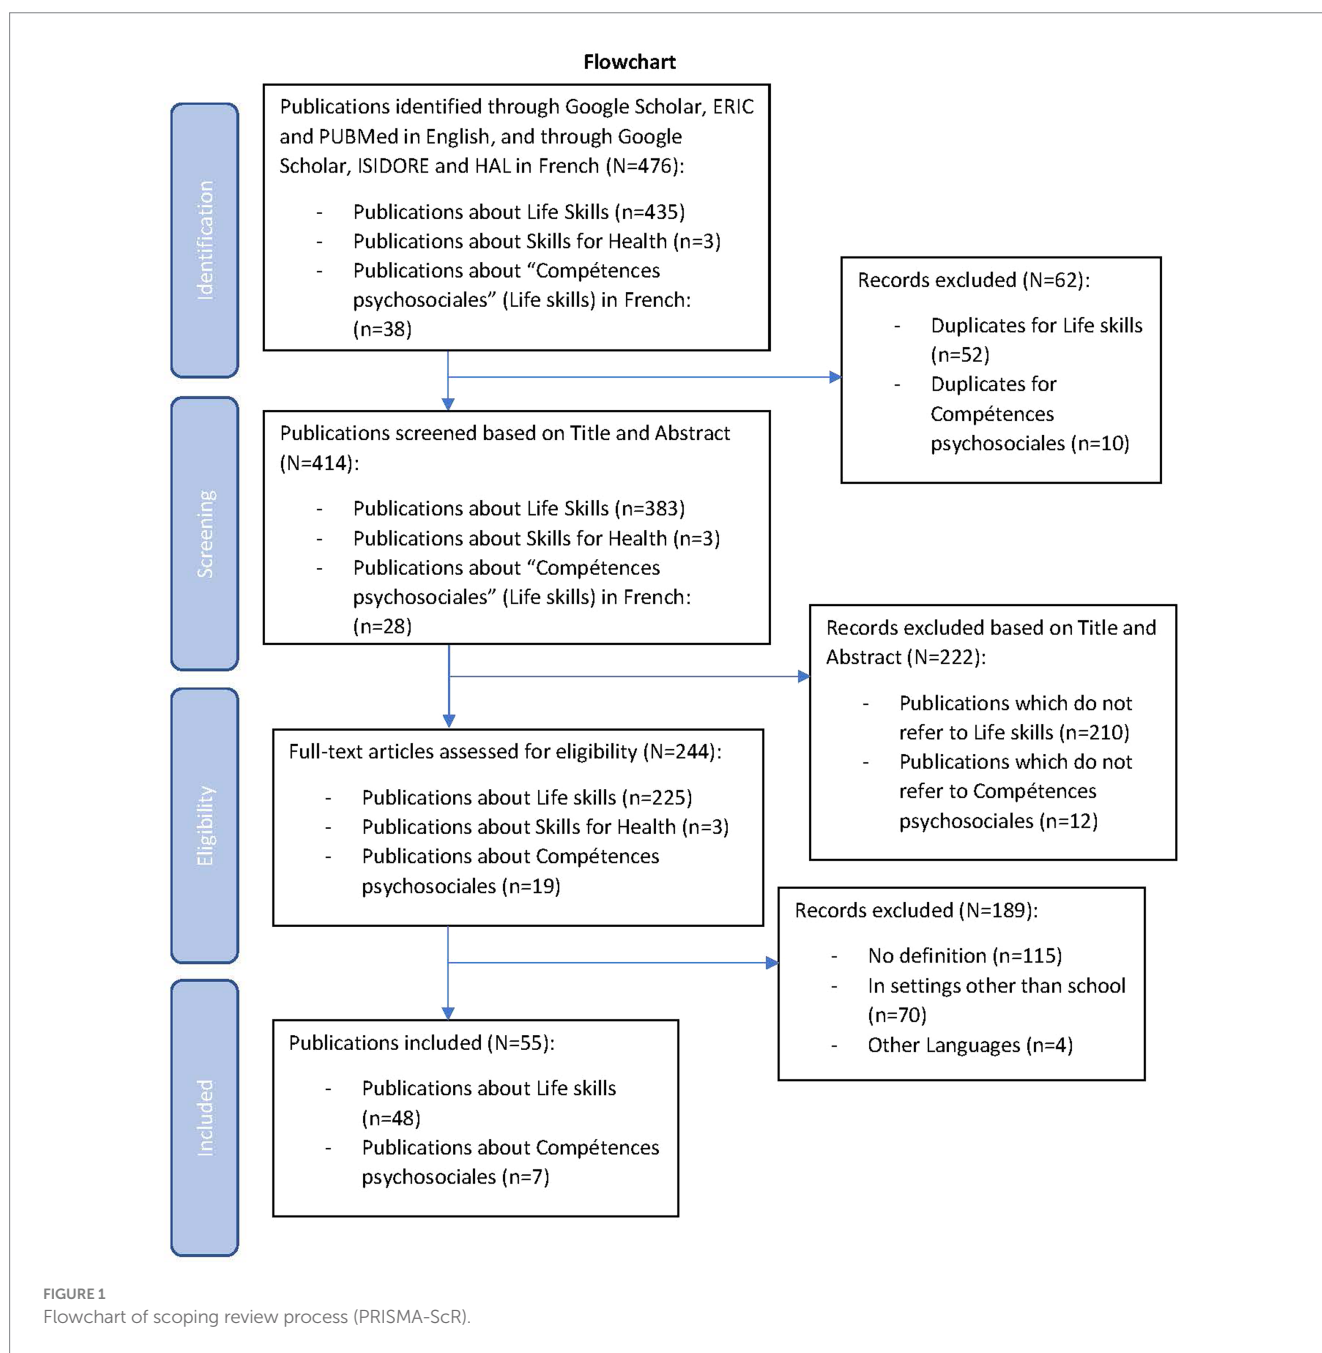 Flowchart
Identification
Publications identified through Google Scholar, ERIC
and PUBMed in English, and through Google
Scholar, ISIDORE and HAL in French (N=476):
- Publications about Life Skills (n=435)
- Publications about Skills for Health (n=3)
- Publications about “Compétences
psychosociales” (Life skills) in French:
(n=38)
Records excluded (N=62):
- Duplicates for Life skills
(n=52)
- Duplicates for
Compétences
psychosociales (n=10)
Screening
Publications screened based on Title and Abstract
(N=414):
- Publications about Life Skills (n=383)
- Publications about Skills for Health (n=3)
- Publications about “Compétences
psychosociales” (Life skills) in French:
(n=28)
Records excluded based on Title and
Abstract (N=222):
- Publications which do not
refer to Life skills (n=210)
- Publications which do not
refer to Compétences
psychosociales (n=12)
Eligibility
Full-text articles assessed for eligibility (N=244):
- Publications about Life skills (n=225)
- Publications about Skills for Health (n=3)
- Publications about Compétences
psychosociales (n=19)
Records excluded (N=189):
- No definition (n=115)
- In settings other than school
(n=70)
- Other Languages (n=4)
Included
Publications included (N=55):
- Publications about Life skills
(n=48)
- Publications about Compétences
psychosociales (n=7)
FIGURE 1
Flowchart of scoping review process (PRISMA-ScR).